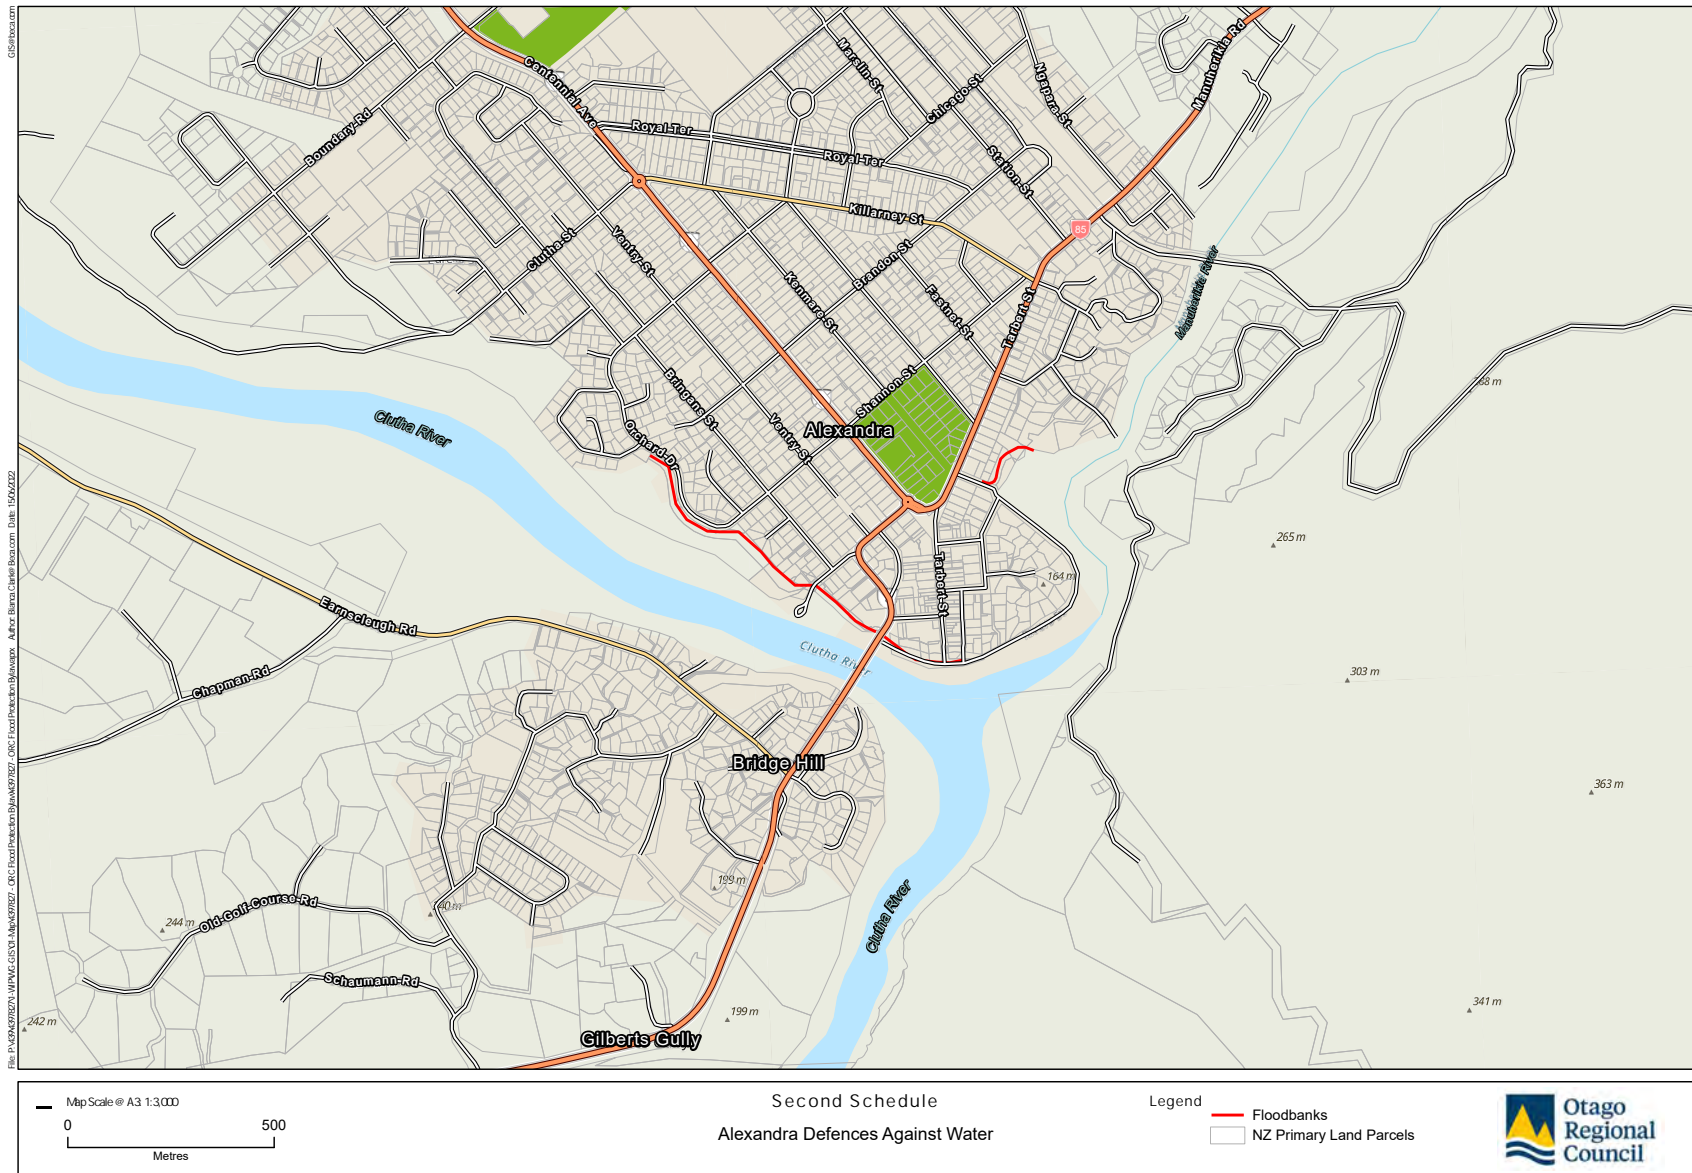 GIS@beca.com
Centennial Ave
Marslin-St
Chicago-St
Ngapara-St
Manuherikia Rd
Boundary-Rd
Royal-Ter
Royal-Ter
Station-St
Killarney St
85
Clutha-St
Ventry-St
Brandon-St
Kenmare-St
Fastnet-St
Tarbert-St
Manuherikia River
Bringans St
Shannon-St
Clutha River
Orchard-Dr
Ventry-St
Alexandra
265 m
Tarbert-St
164 m
Earnscleugh Rd
Clutha River
Chapman-Rd
303 m
Bridge Hill
363 m
199 m
Old-Golf-Course-Rd
244 m
Clutha River
Schaumann-Rd
242 m
199 m
341 m
Gilberts Gully
Map Scale @ A3: 1:3,000
0 500
Metres
Second Schedule
Alexandra Defences Against Water
Legend
Floodbanks
NZ Primary Land Parcels
Otago
Regional
Council